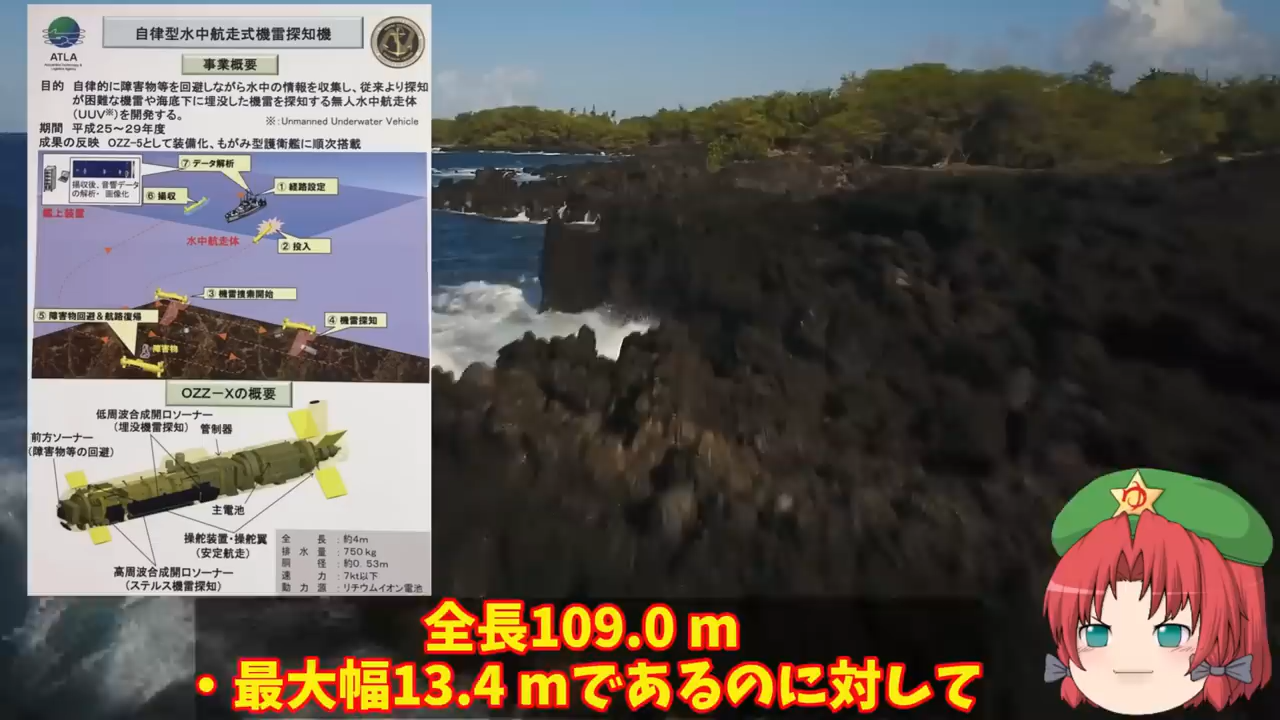 ATLA
自律型水中航走式機雷探知機
事業概要
目的 自律的に障害物等を回避しながら水中の情報を収集し、従来より探知
が困難な機雷や海底下に埋没した機雷を探知する無人水中航走体
(UUV※)を開発する。
※:Unmanned Underwater Vehicle
期間 平成25～29年度
成果の反映 OZZ-5として装備化、もがみ型護衛艦に順次搭載
⑦データ解析
揚収後、音響データ
の解析・画像化
⑥揚収
①経路設定
艦上装置
水中航走体
②投入
③機雷捜索開始
⑤障害物回避&航路復帰
④機雷探知
障害物
OZZ-Xの概要
低周波合成開口ソーナー
(埋没機雷探知)
管制器
前方ソーナー
(障害物等の回避)
主電池
操舵装置・操舵翼
(安定航走)
高周波合成開口ソーナー
(ステルス機雷探知)
全長:約4m
排水量:750kg
胴径:約0.53m
速力:7kt以下
動力源:リチウムイオン電池
全長109.0 m
・最大幅13.4 mであるのに対して